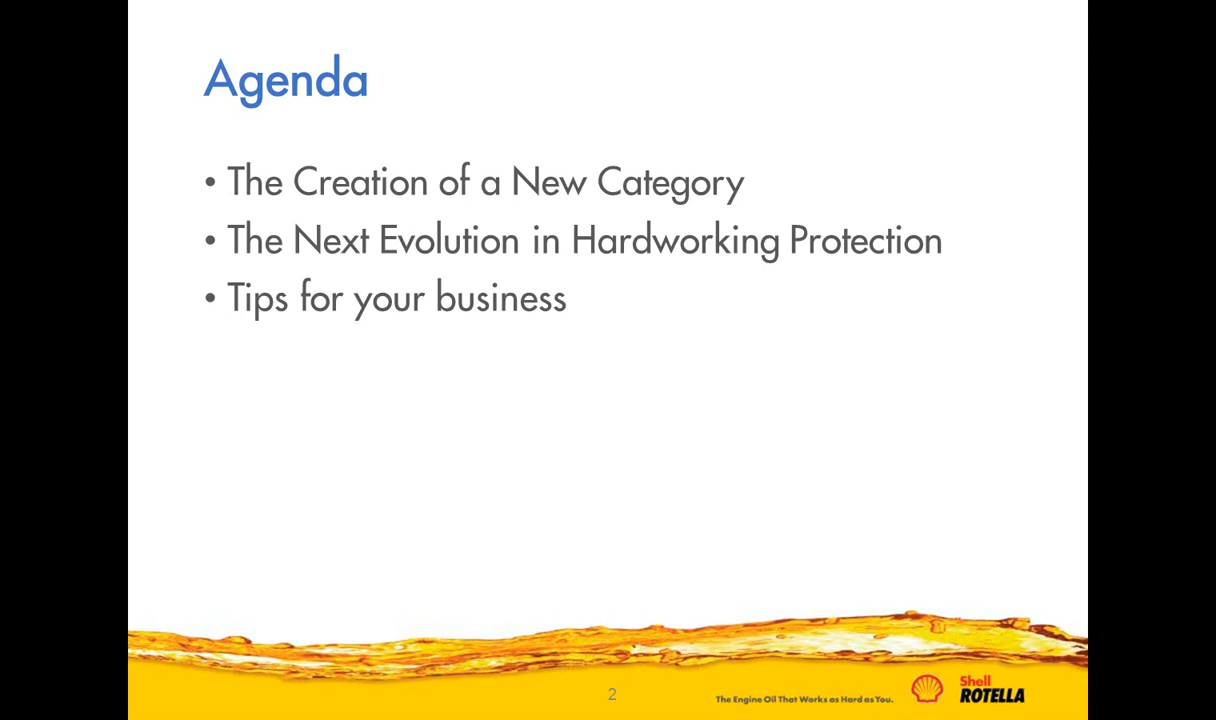 Agenda
• The Creation of a New Category
• The Next Evolution in Hardworking Protection
• Tips for your business
2
The Engine Oil That Works as Hard as You.
Shell
ROTELLA